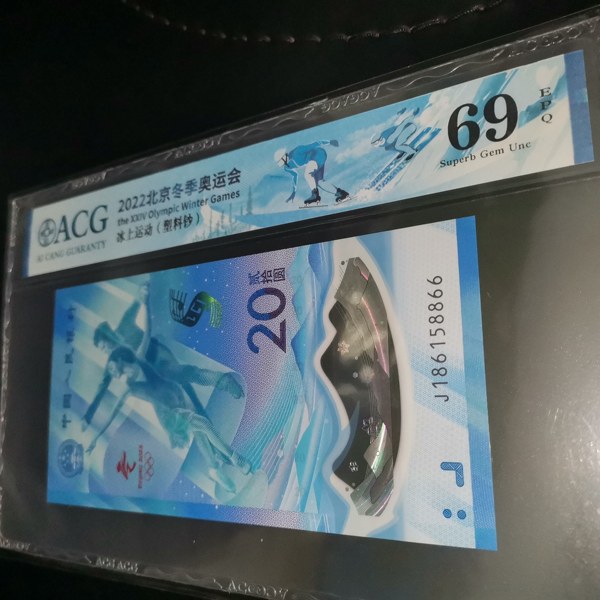 ACG
AI CANG GUARANTY
2022北京冬季奥运会
the XXIV Olympic Winter Games
冰上运动（塑料钞）
69
EPQ
Superb Gem Unc
中国人民银行
20
贰拾圆
J186158866
ACG ACG